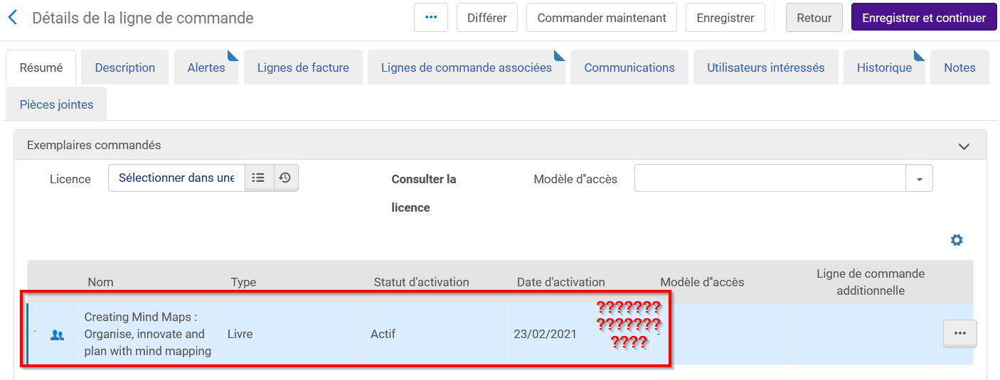 Détails de la ligne de commande
Différer
Commander maintenant
Enregistrer
Retour
Enregistrer et continuer
Résumé
Description
Alertes
Lignes de facture
Lignes de commande associées
Communications
Utilisateurs intéressés
Historique
Notes
Pièces jointes
Exemplaires commandés
Licence
Sélectionner dans une
Consulter la
licence
Modèle d''accès
Nom
Type
Statut d'activation
Date d'activation
Modèle d''accès
Ligne de commande
additionnelle
Creating Mind Maps :
Organise, innovate and
plan with mind mapping
Livre
Actif
23/02/2021
???????
???????
????
-